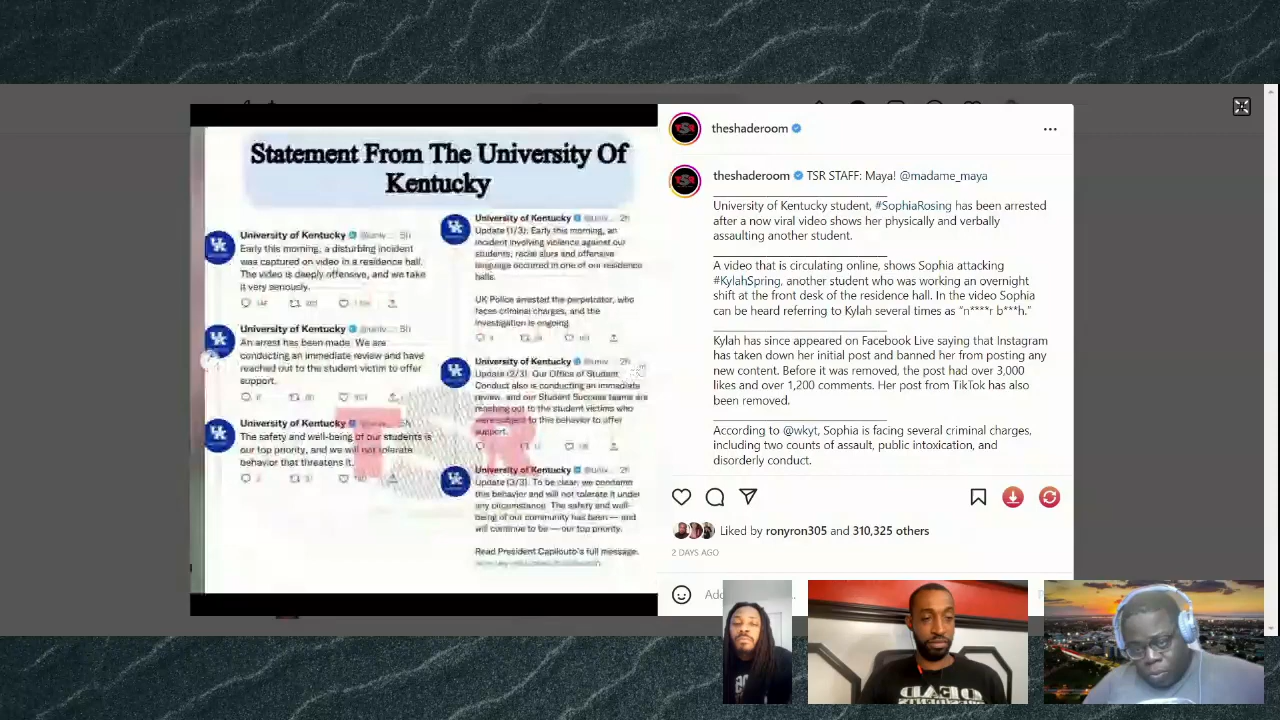 Statement From The University Of
Kentucky
University of Kentucky @univ... 5h
Early this morning, a disturbing incident
was captured on video in a residence hall.
The video is deeply offensive, and we take
it very seriously.
University of Kentucky @univ... 5h
An arrest has been made. We are
conducting an immediate review and have
reached out to the student victim to offer
support.
University of Kentucky
The safety and well-being of our students is
our top priority, and we will not tolerate
behavior that threatens it.
University of Kentucky @univ... 2h
Update (1/3): Early this morning, an
incident involving violence against our
students, racial slurs and offensive
language occurred in one of our residence
halls.
UK Police arrested the perpetrator, who
faces criminal charges, and the
investigation is ongoing.
University of Kentucky @univ... 2h
Update (2/3): Our Office of Student
Conduct also is conducting an immediate
review, and our Student Success teams are
reaching out to the student victims who
were subject to the behavior to offer
support.
University of Kentucky @univ... 2h
Update (3/3): To be clear, we condemn
this behavior and will not tolerate it under
any circumstance. The safety and well-
being of our community has been — and
will continue to be — our top priority.
Read President Capilouto's full message.
TSR
theshaderoom
theshaderoom TSR STAFF: Maya! @madame_maya
University of Kentucky student, #SophiaRosing has been arrested
after a now viral video shows her physically and verbally
assaulting another student.
A video that is circulating online, shows Sophia attacking
#KylahSpring, another student who was working an overnight
shift at the front desk of the residence hall. In the video Sophia
can be heard referring to Kylah several times as “n****r b***h.”
Kylah has since appeared on Facebook Live saying that Instagram
has taken down her initial post and banned her from posting any
new content. Before it was removed, the post had over 3,000
likes and over 1,200 comments. Her post from TikTok has also
been removed.
According to @wkyt, Sophia is facing several criminal charges,
including two counts of assault, public intoxication, and
disorderly conduct.
Liked by ronyron305 and 310,325 others
2 DAYS AGO